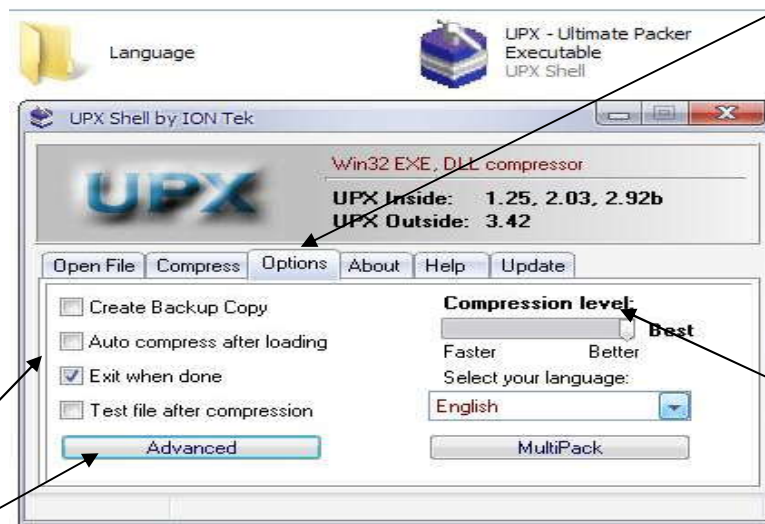 Language
UPX - Ultimate Packer
Executable
UPX Shell
UPX Shell by ION Tek
UPX
Win32 EXE, DLL compressor
UPX Inside: 1.25, 2.03, 2.92b
UPX Outside: 3.42
Open File Compress Options About Help Update
Create Backup Copy
Compression level:
Auto compress after loading
Best
Faster Better
Exit when done
Select your language:
Test file after compression
English
Advanced
MultiPack